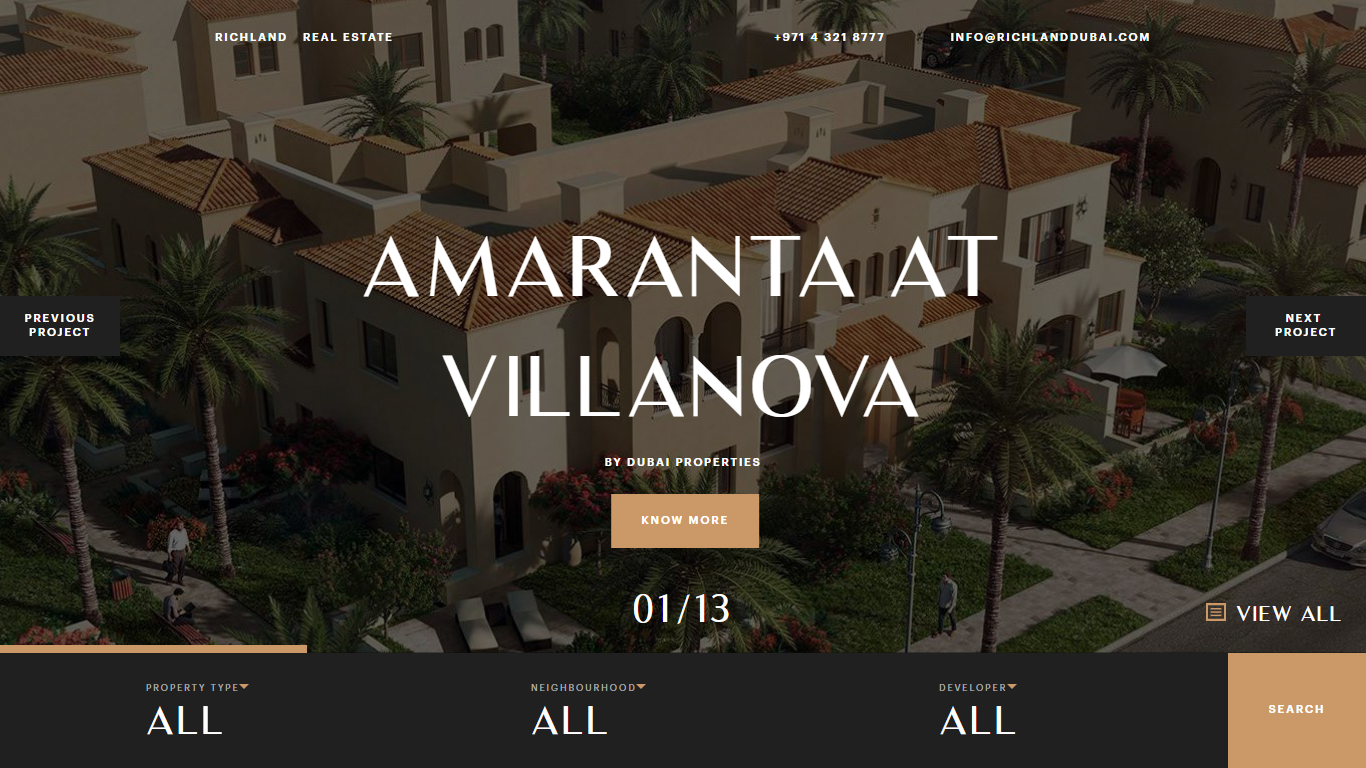 RICHLAND REAL ESTATE
+971 4 321 8777
INFO@RICHLANDDUBAI.COM
AMARANTA AT
VILLANOVA
PREVIOUS
PROJECT
NEXT
PROJECT
BY DUBAI PROPERTIES
KNOW MORE
01/13
VIEW ALL
PROPERTY TYPE
ALL
NEIGHBOURHOOD
ALL
DEVELOPER
ALL
SEARCH